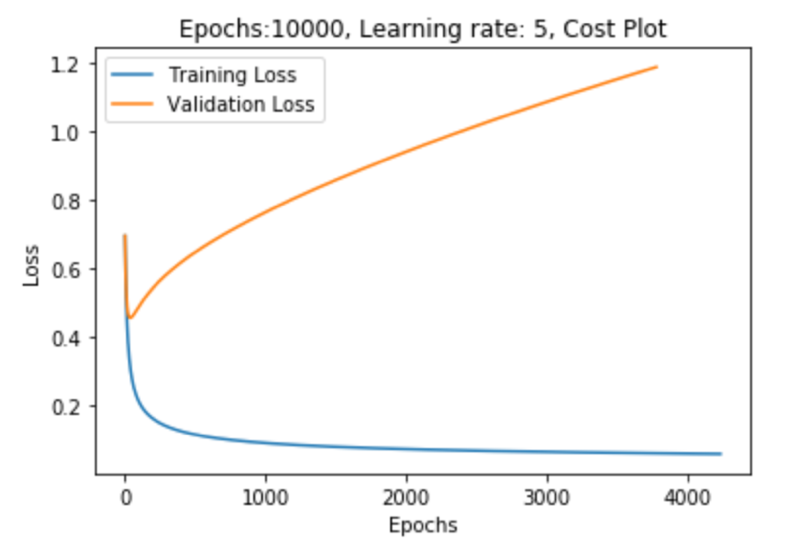 Epochs:10000, Learning rate: 5, Cost Plot
Training Loss
Validation Loss
1.2
1.0
0.8
0.6
0.4
0.2
Loss
0 1000 2000 3000 4000
Epochs